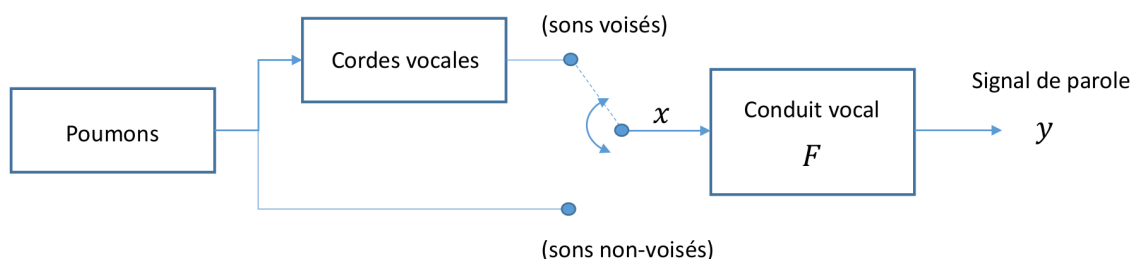 (sons voisés)
Cordes vocales
Poumons
x
Conduit vocal
F
Signal de parole
y
(sons non-voisés)